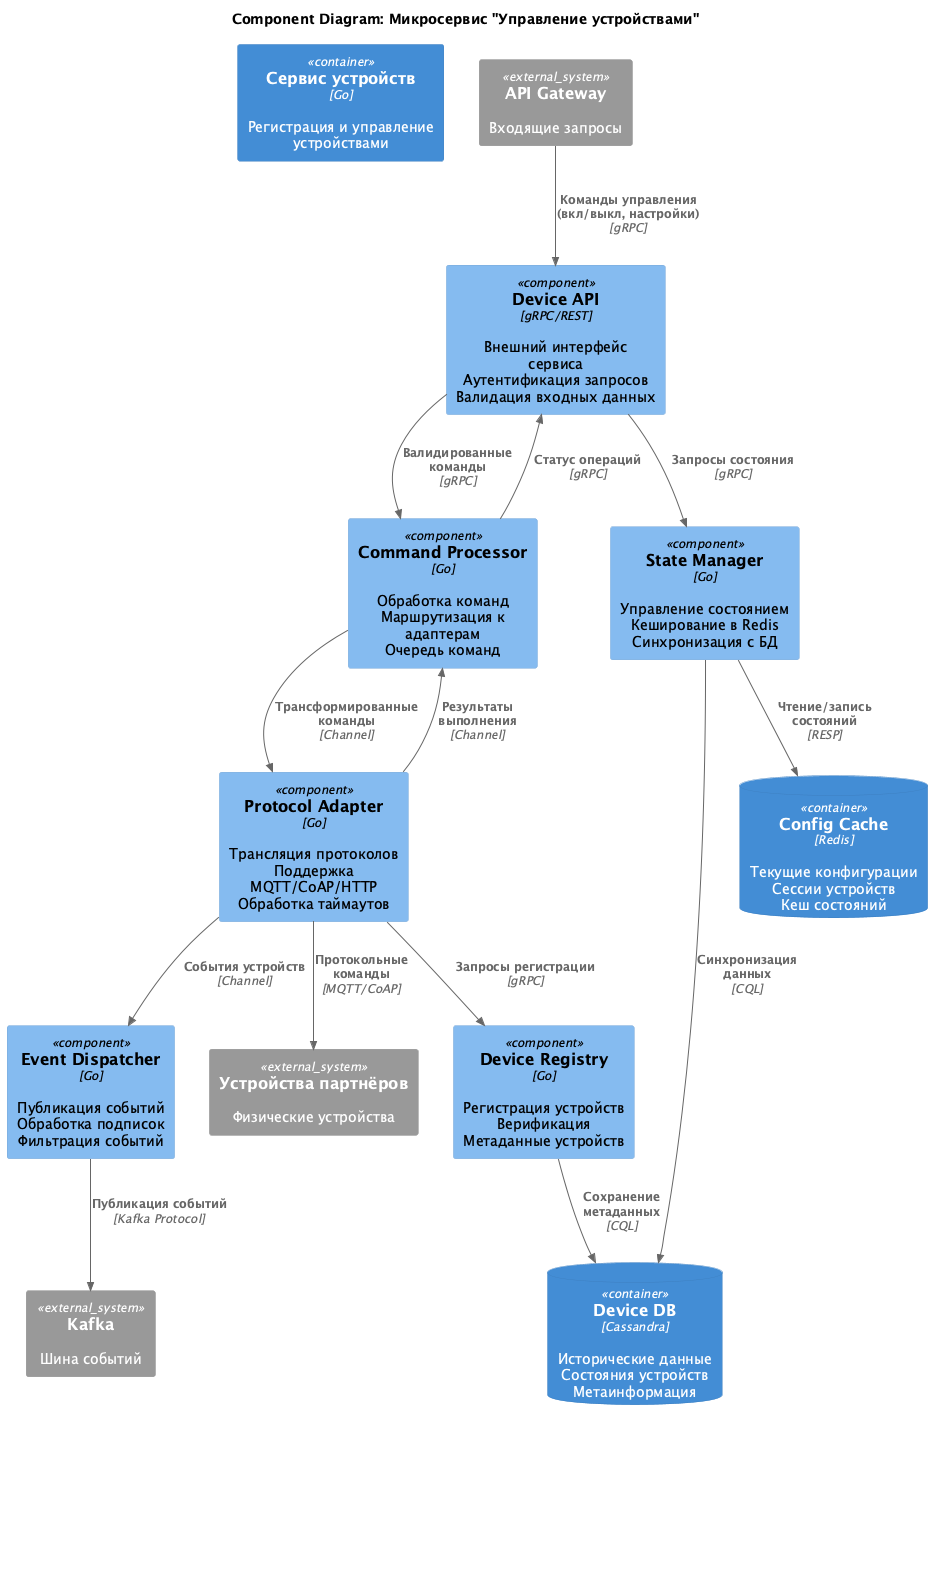 Component Diagram: Микросервис "Управление устройствами"
«container»
Сервис устройств
[Go]
Регистрация и управление
устройствами
«external_system»
API Gateway
Входящие запросы
Команды управления
(вкл/выкл, настройки)
[gRPC]
«component»
Device API
[gRPC/REST]
Внешний интерфейс
сервиса
Аутентификация запросов
Валидация входных данных
Валидированные
команды
[gRPC]
Статус операций
[gRPC]
Запросы состояния
[gRPC]
«component»
Command Processor
[Go]
Обработка команд
Маршрутизация к
адаптерам
Очередь команд
«component»
State Manager
[Go]
Управление состоянием
Кеширование в Redis
Синхронизация с БД
Трансформированные
команды
[Channel]
Результаты
выполнения
[Channel]
Чтение/запись
состояний
[RESP]
«component»
Protocol Adapter
[Go]
Трансляция протоколов
Поддержка
MQTT/CoAP/HTTP
Обработка таймаутов
«container»
Config Cache
[Redis]
Текущие конфигурации
Сессии устройств
Кеш состояний
События устройств
[Channel]
Протокольные
команды
[MQTT/CoAP]
Запросы регистрации
[gRPC]
Синхронизация
данных
[CQL]
«component»
Event Dispatcher
[Go]
Публикация событий
Обработка подписок
Фильтрация событий
«external_system»
Устройства партнёров
Физические устройства
«component»
Device Registry
[Go]
Регистрация устройств
Верификация
Метаданные устройств
Публикация событий
[Kafka Protocol]
Сохранение
метаданных
[CQL]
«external_system»
Kafka
Шина событий
«container»
Device DB
[Cassandra]
Исторические данные
Состояния устройств
Метаинформация